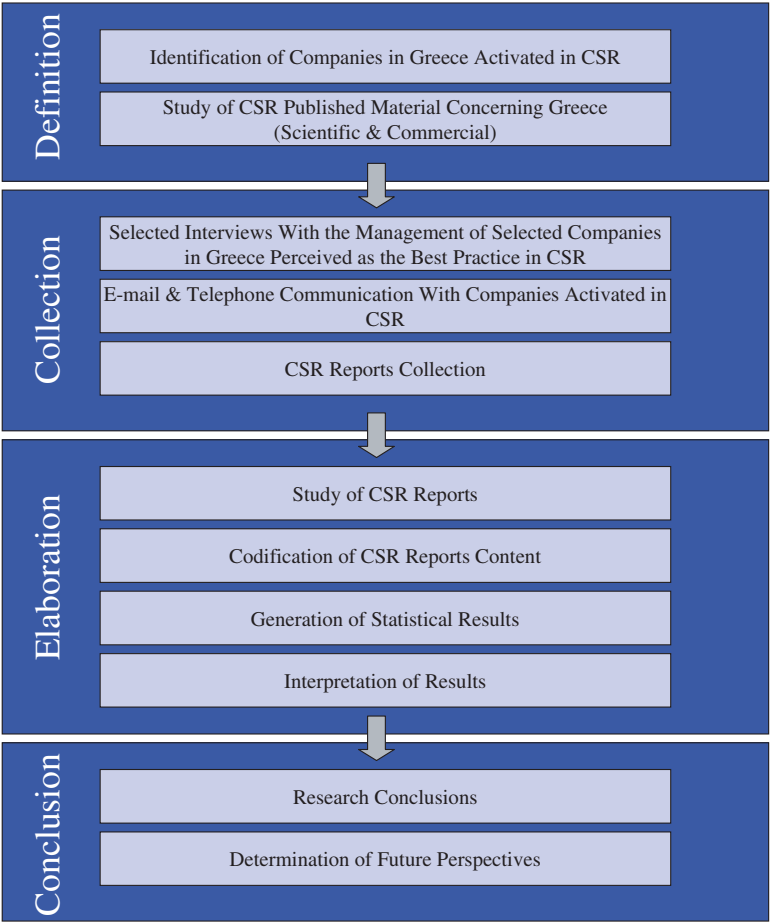 Definition
Identification of Companies in Greece Activated in CSR
Study of CSR Published Material Concerning Greece
(Scientific & Commercial)
Collection
Selected Interviews With the Management of Selected Companies
in Greece Perceived as the Best Practice in CSR
E-mail & Telephone Communication With Companies Activated in
CSR
CSR Reports Collection
Elaboration
Study of CSR Reports
Codification of CSR Reports Content
Generation of Statistical Results
Interpretation of Results
Conclusion
Research Conclusions
Determination of Future Perspectives